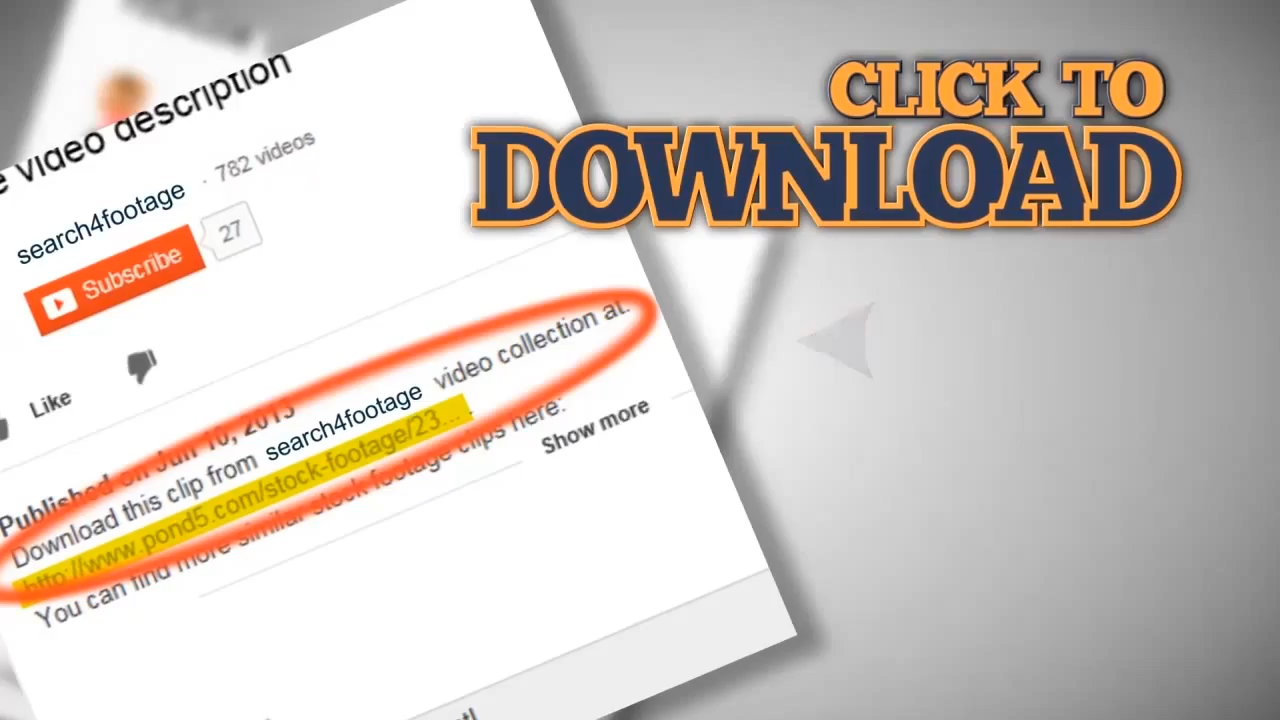 CLICK TO
DOWNLOAD
video description
search4footage · 782 videos
Subscribe 27
Like
Published on Jun 10, 2013
Download this clip from search4footage video collection at:
http://www.pond5.com/stock-footage/23...
You can find more similar stock footage clips here:
Show more